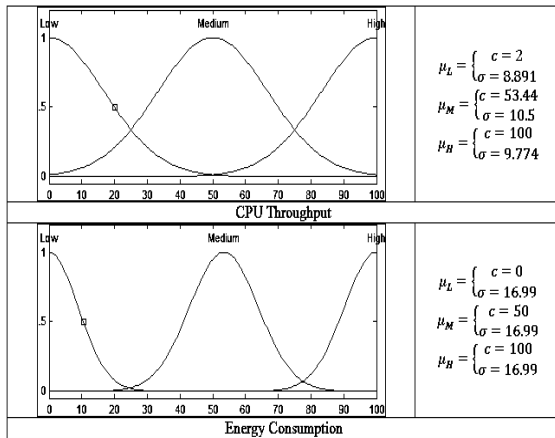 Low Medium High
1
.5
0
0 10 20 30 40 50 60 70 80 90 100
CPU Throughput
μL = { c = 2
σ = 8.891
μM = { c = 53.44
σ = 10.5
μH = { c = 100
σ = 9.774
Low Medium High
1
.5
0
0 10 20 30 40 50 60 70 80 90 100
Energy Consumption
μL = { c = 0
σ = 16.99
μM = { c = 50
σ = 16.99
μH = { c = 100
σ = 16.99